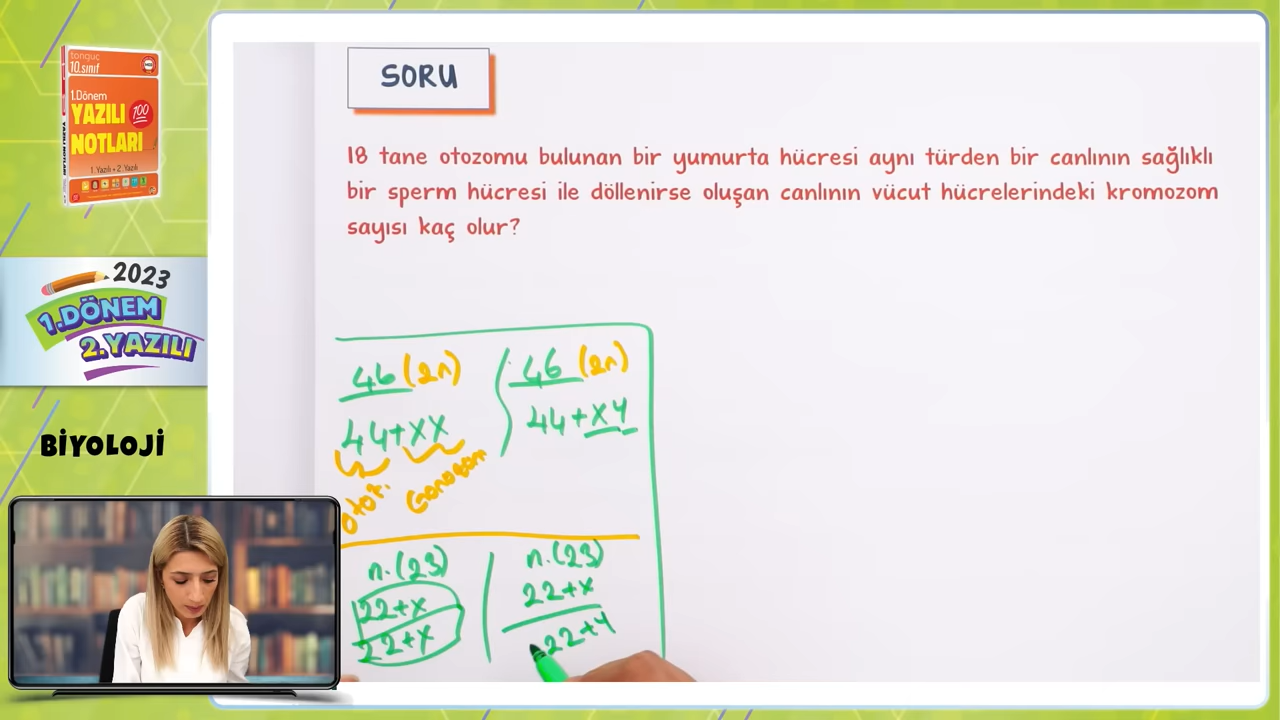 tonguç
10.sınıf
1.Dönem
YAZILI
100
NOTLARI
1. Yazılı • 2. Yazılı
YAZILI NOTLARI
2023
1.DÖNEM
2.YAZILI
BİYOLOJİ
SORU
18 tane otozomu bulunan bir yumurta hücresi aynı türden bir canlının sağlıklı
bir sperm hücresi ile döllenirse oluşan canlının vücut hücrelerindeki kromozom
sayısı kaç olur?
46 (2n)
44+XX
otoz.
Gonozom
46 (2n)
44+XY
n.(23)
22+X
22+X
n.(23)
22+X
22+Y